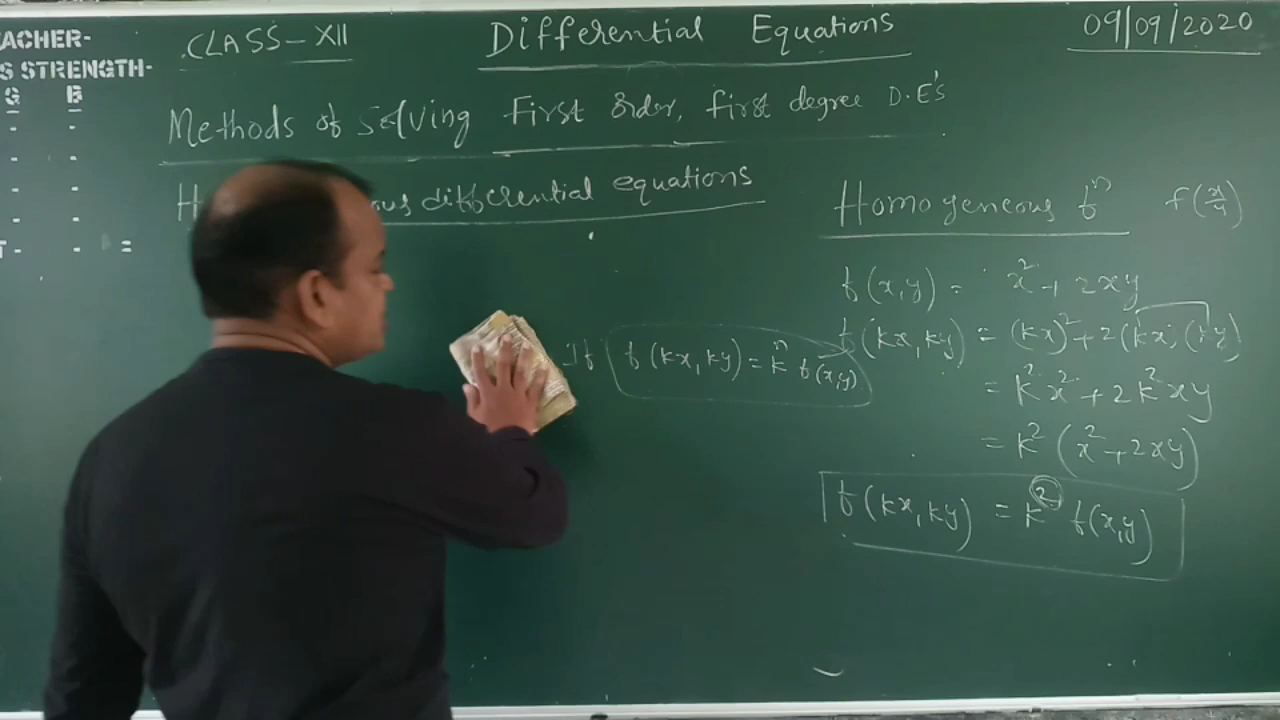 ACHER-
S STRENGTH-
G B
CLASS-XII
Differential Equations
09/09/2020
Methods of solving First order, first degree D.E's
differential equations
If f(kx, ky) = kⁿ f(x,y)
Homogeneous fⁿ f(x/y)
f(x,y) = x² + 2xy
f(kx, ky) = (kx)² + 2(kx)(ky)
= k²x² + 2k²xy
= k² (x² + 2xy)
f(kx, ky) = k² f(x,y)